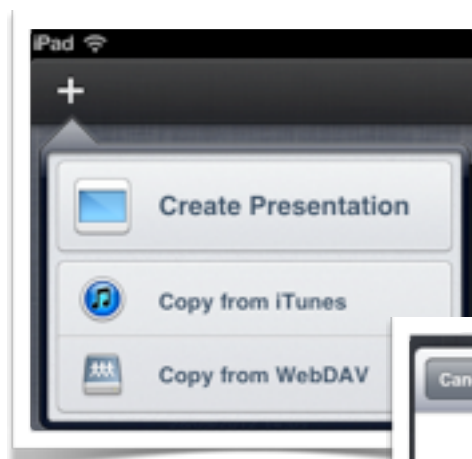 iPad
+
Create Presentation
Copy from iTunes
Copy from WebDAV